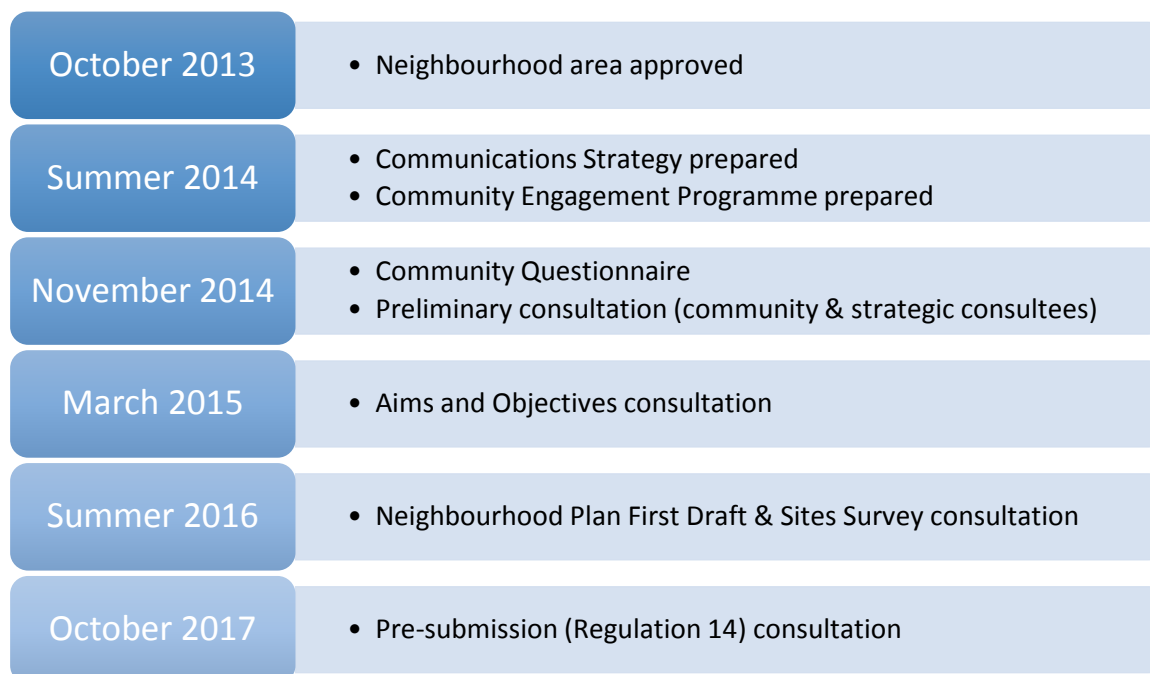 October 2013
• Neighbourhood area approved
Summer 2014
• Communications Strategy prepared
• Community Engagement Programme prepared
November 2014
• Community Questionnaire
• Preliminary consultation (community & strategic consultees)
March 2015
• Aims and Objectives consultation
Summer 2016
• Neighbourhood Plan First Draft & Sites Survey consultation
October 2017
• Pre-submission (Regulation 14) consultation